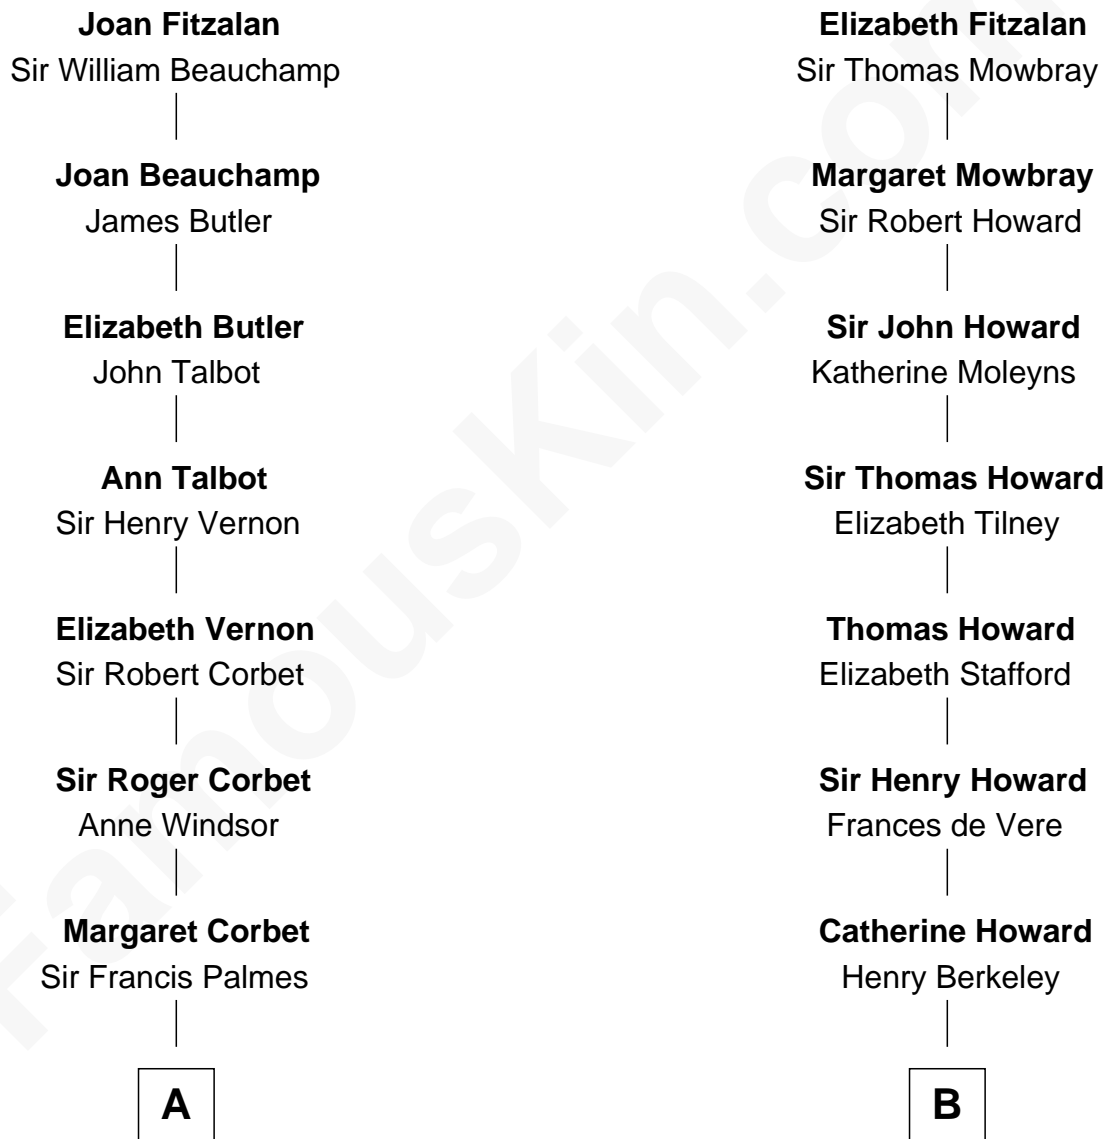 Joan Fitzalan
Sir William Beauchamp
Joan Beauchamp
James Butler
Elizabeth Butler
John Talbot
Ann Talbot
Sir Henry Vernon
Elizabeth Vernon
Sir Robert Corbet
Sir Roger Corbet
Anne Windsor
Margaret Corbet
Sir Francis Palmes
A
Elizabeth Fitzalan
Sir Thomas Mowbray
Margaret Mowbray
Sir Robert Howard
Sir John Howard
Katherine Moleyns
Sir Thomas Howard
Elizabeth Tilney
Thomas Howard
Elizabeth Stafford
Sir Henry Howard
Frances de Vere
Catherine Howard
Henry Berkeley
B
FamousKin.com